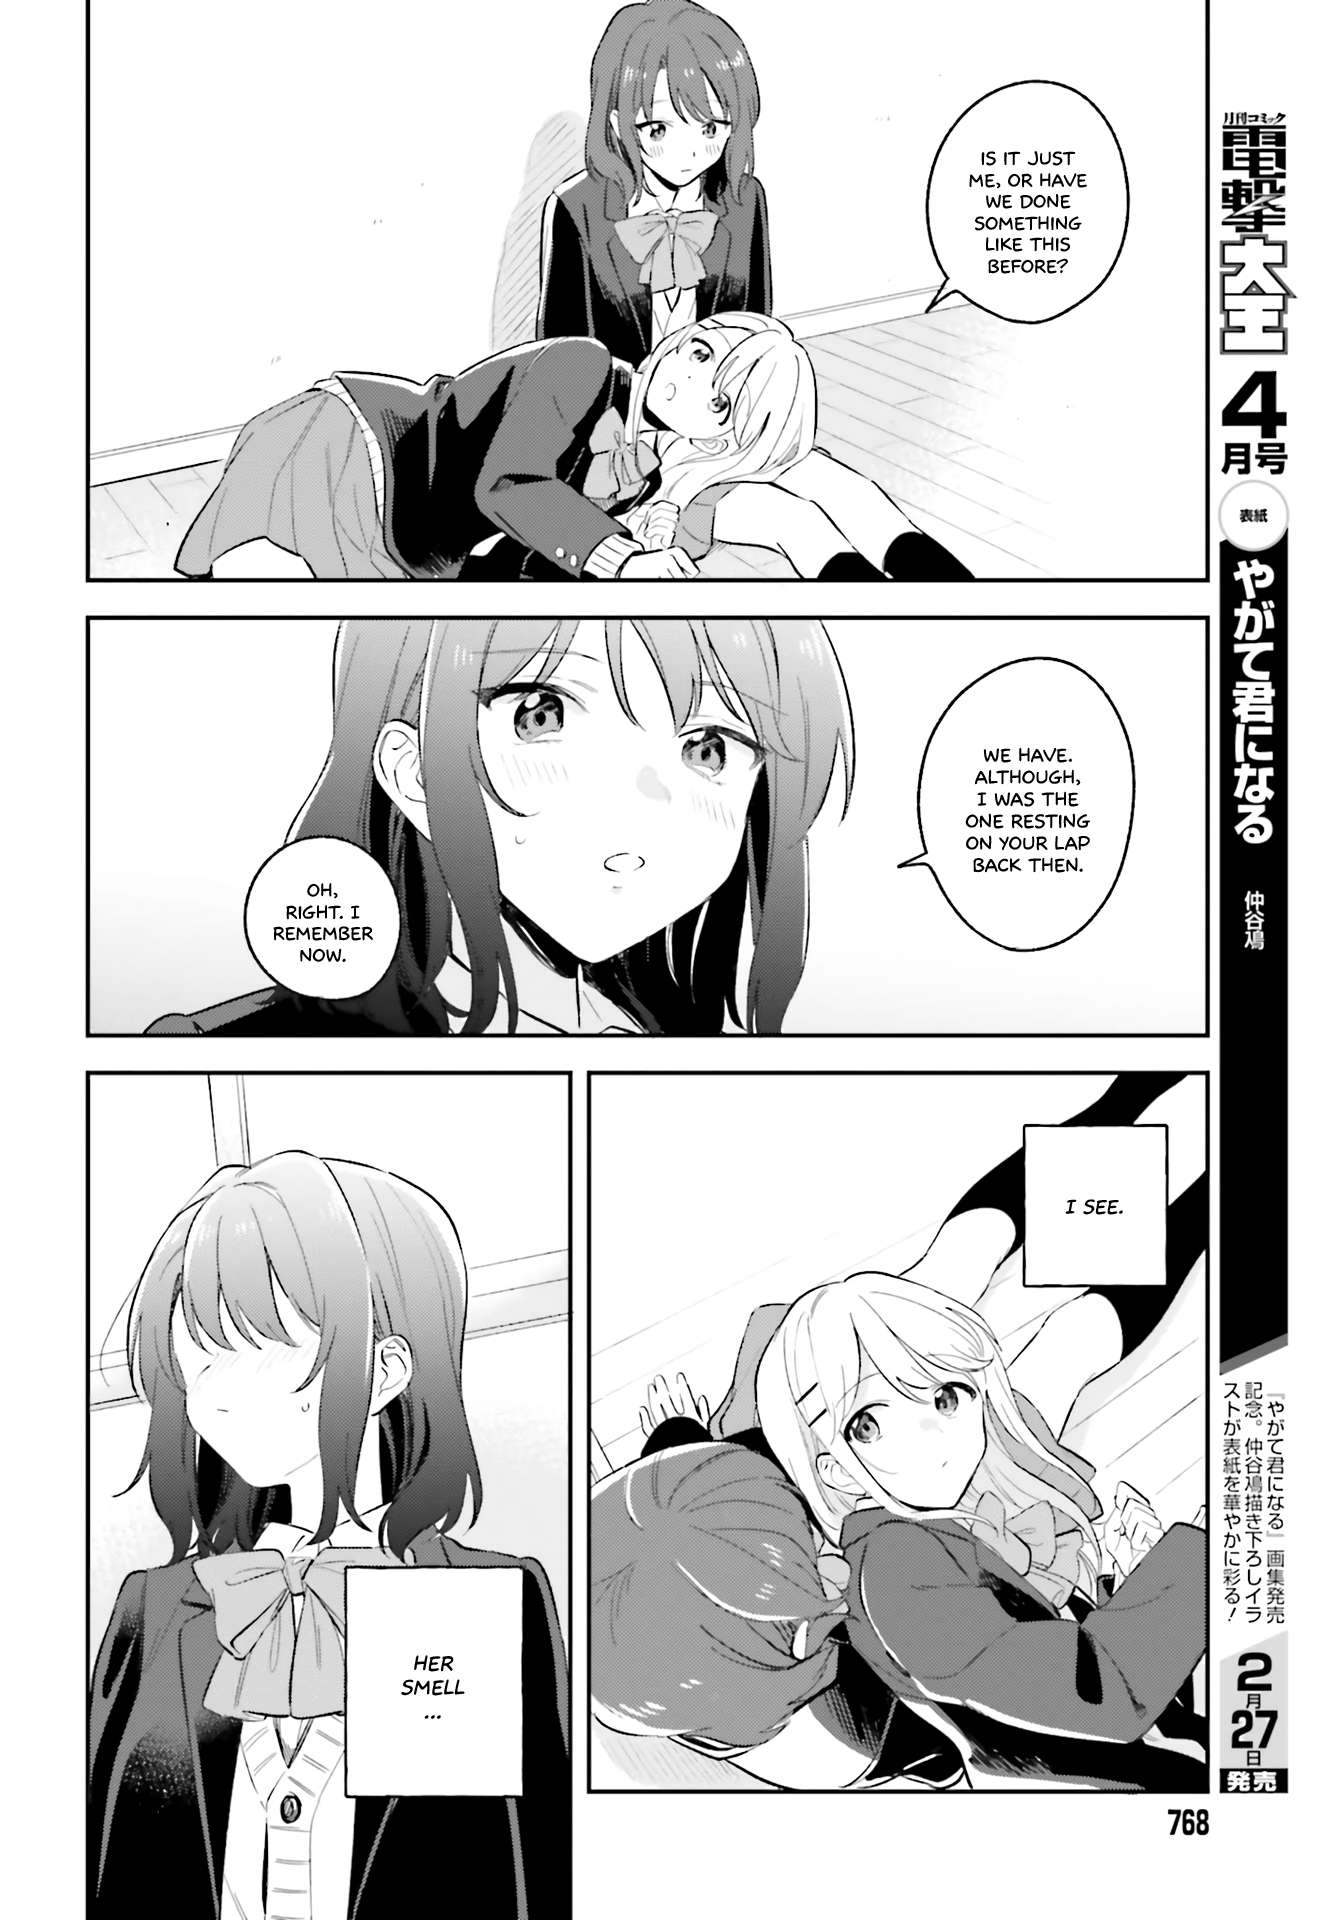 IS IT JUST
ME, OR HAVE
WE DONE
SOMETHING
LIKE THIS
BEFORE?
WE HAVE.
ALTHOUGH,
I WAS THE
ONE RESTING
ON YOUR LAP
BACK THEN.
OH,
RIGHT. I
REMEMBER
NOW.
I SEE.
HER
SMELL
...
月刊コミック
電撃大王
4月号
表紙
やがて君になる
仲谷鳰
『やがて君になる』画集発売
記念。仲谷鳰描き下ろしイラ
ストが表紙を華やかに彩る！
2月27日
発売
768